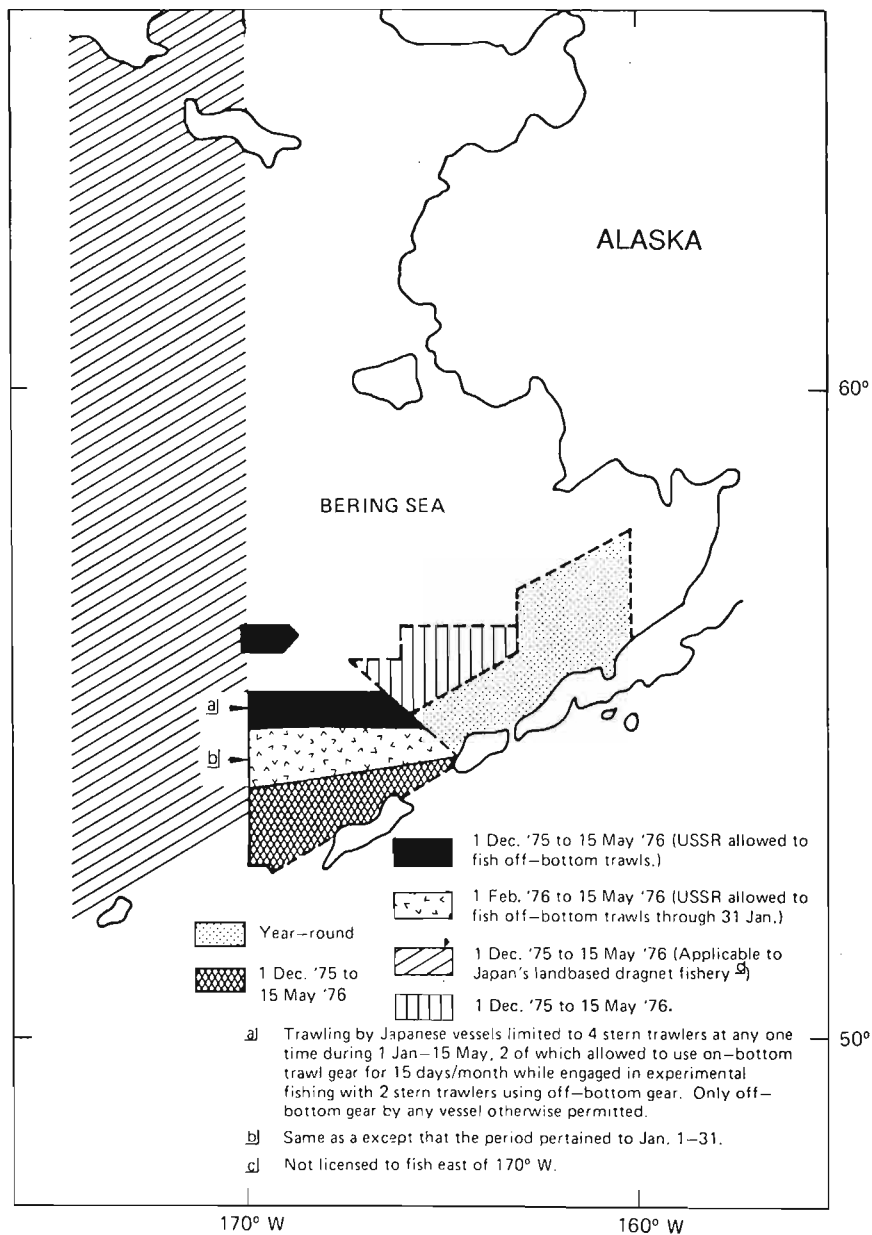 ALASKA
60°
BERING SEA
a
b
1 Dec. '75 to 15 May '76 (USSR allowed to
fish off–bottom trawls.)
1 Feb. '76 to 15 May '76 (USSR allowed to
fish off–bottom trawls through 31 Jan.)
Year–round
1 Dec. '75 to 15 May '76 (Applicable to
Japan's landbased dragnet fishery )
1 Dec. '75 to
15 May '76
1 Dec. '75 to 15 May '76.
50°
a Trawling by Japanese vessels limited to 4 stern trawlers at any one
time during 1 Jan–15 May, 2 of which allowed to use on–bottom
trawl gear for 15 days/month while engaged in experimental
fishing with 2 stern trawlers using off–bottom gear. Only off–
bottom gear by any vessel otherwise permitted.
b Same as a except that the period pertained to Jan. 1–31.
c Not licensed to fish east of 170° W.
170° W
160° W